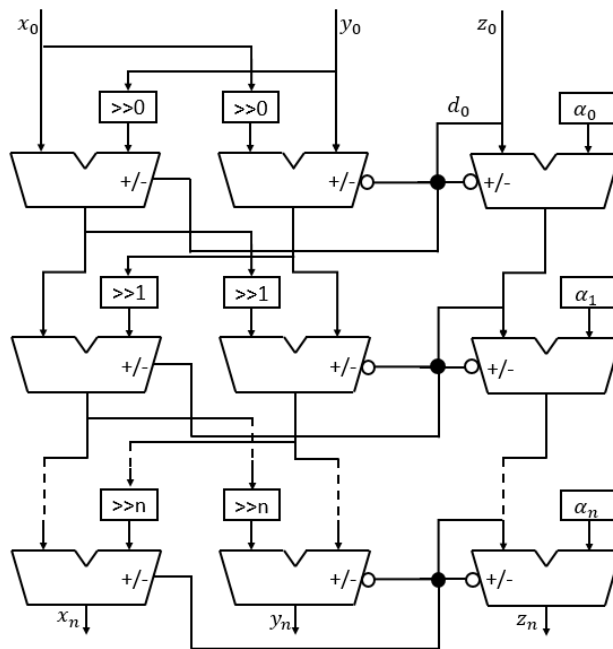 x₀ y₀ z₀
>>0 >>0 d₀ α₀
+/- +/- +/-
>>1 >>1 α₁
+/- +/- +/-
>>n >>n αₙ
+/- +/- +/-
xₙ yₙ zₙ